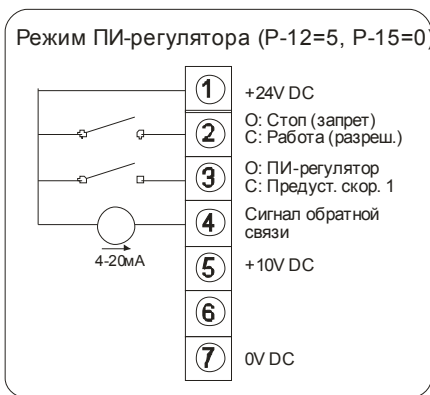 Режим ПИ-регулятора (P-12=5, P-15=0)
1
+24V DC
2
О: Стоп (запрет)
С: Работа (разреш.)
3
О: ПИ-регулятор
С: Предуст. скор. 1
4
Сигнал обратной
связи
4-20мА
5
+10V DC
6
7
0V DC